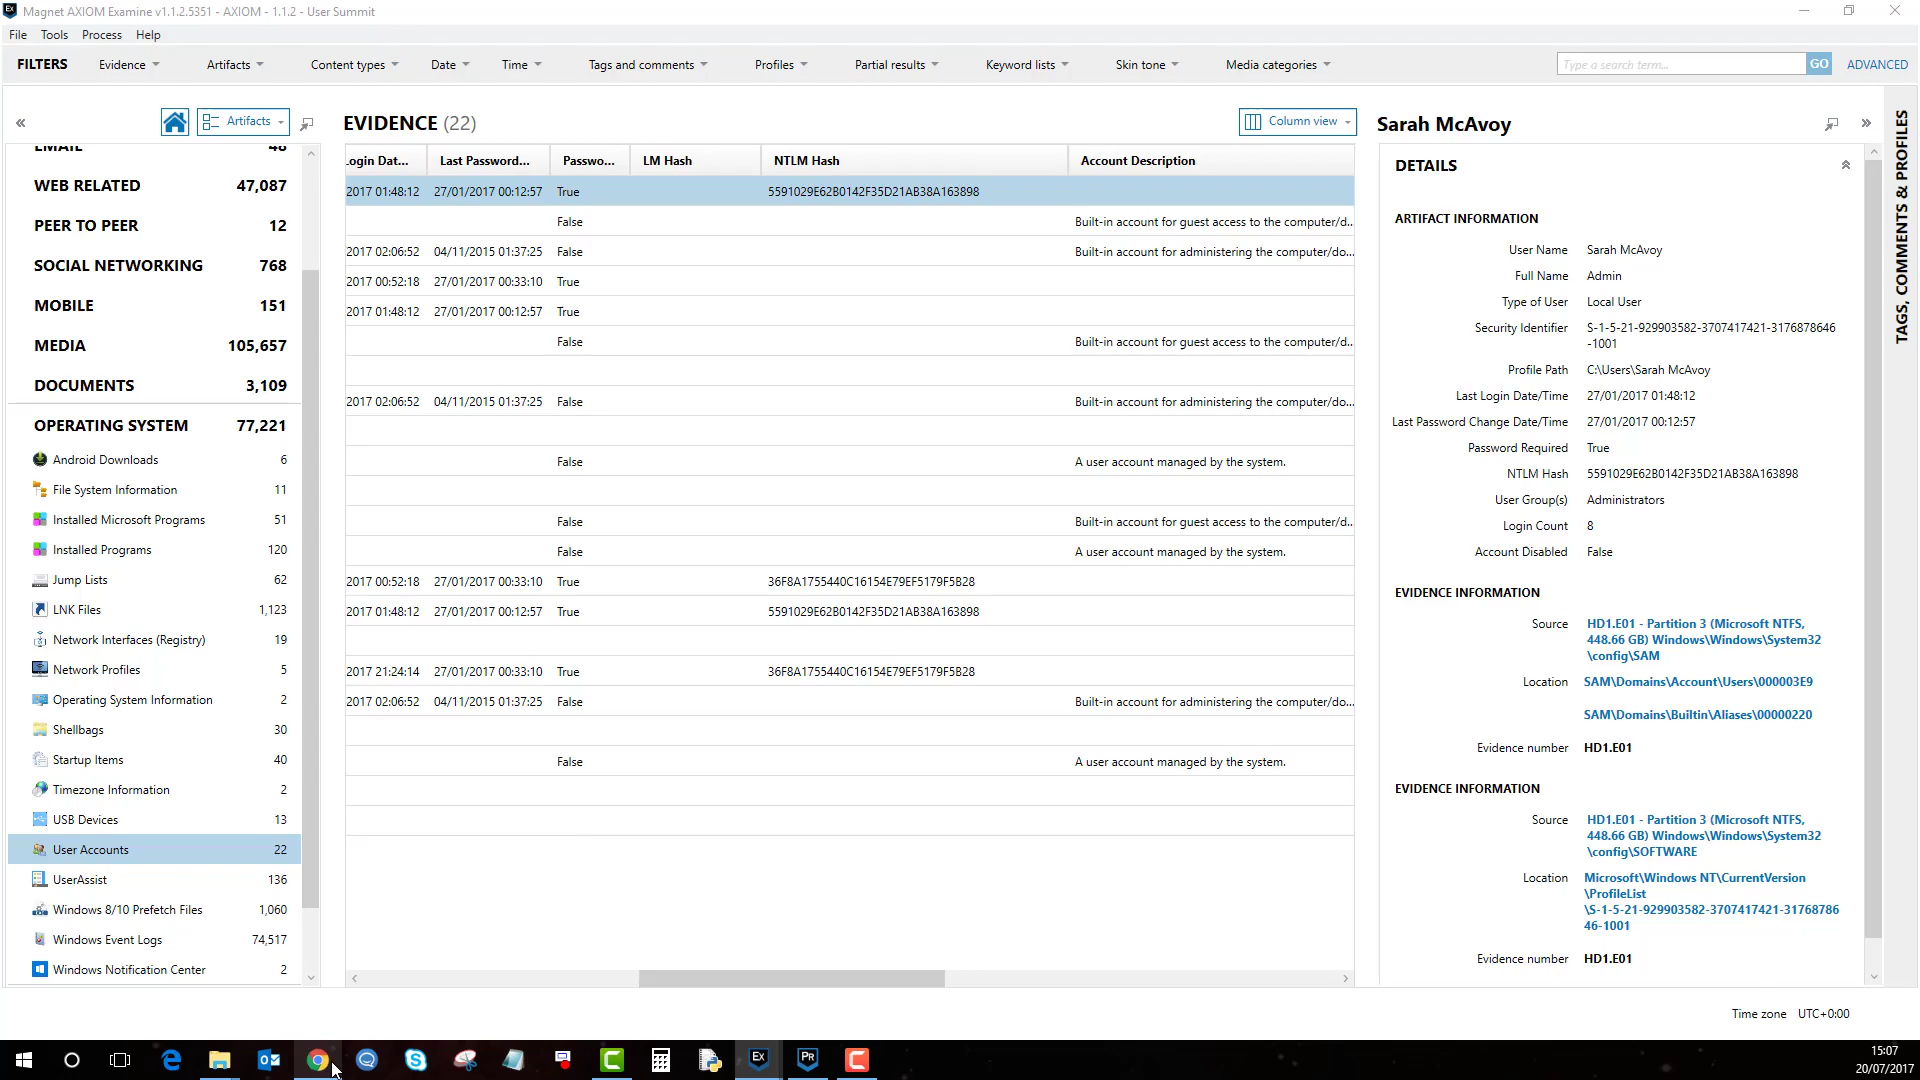 Magnet AXIOM Examine v1.1.2.5351 - AXIOM - 1.1.2 - User Summit
File Tools Process Help
FILTERS Evidence Artifacts Content types Date Time Tags and comments Profiles Partial results Keyword lists Skin tone Media categories Type a search term... GO ADVANCED
Artifacts
EVIDENCE (22)
Column view
Sarah McAvoy
TAGS, COMMENTS & PROFILES
EMAIL 48
WEB RELATED 47,087
PEER TO PEER 12
SOCIAL NETWORKING 768
MOBILE 151
MEDIA 105,657
DOCUMENTS 3,109
OPERATING SYSTEM 77,221
Android Downloads 6
File System Information 11
Installed Microsoft Programs 51
Installed Programs 120
Jump Lists 62
LNK Files 1,123
Network Interfaces (Registry) 19
Network Profiles 5
Operating System Information 2
Shellbags 30
Startup Items 40
Timezone Information 2
USB Devices 13
User Accounts 22
UserAssist 136
Windows 8/10 Prefetch Files 1,060
Windows Event Logs 74,517
Windows Notification Center 2
.ogin Dat... Last Password... Passwo... LM Hash NTLM Hash Account Description
2017 01:48:12 27/01/2017 00:12:57 True 5591029E62B0142F35D21AB38A163898
False Built-in account for guest access to the computer/d...
2017 02:06:52 04/11/2015 01:37:25 False Built-in account for administering the computer/do...
2017 00:52:18 27/01/2017 00:33:10 True
2017 01:48:12 27/01/2017 00:12:57 True
False Built-in account for guest access to the computer/d...
2017 02:06:52 04/11/2015 01:37:25 False Built-in account for administering the computer/do...
False A user account managed by the system.
False Built-in account for guest access to the computer/d...
False A user account managed by the system.
2017 00:52:18 27/01/2017 00:33:10 True 36F8A1755440C16154E79EF5179F5B28
2017 01:48:12 27/01/2017 00:12:57 True 5591029E62B0142F35D21AB38A163898
2017 21:24:14 27/01/2017 00:33:10 True 36F8A1755440C16154E79EF5179F5B28
2017 02:06:52 04/11/2015 01:37:25 False Built-in account for administering the computer/do...
False A user account managed by the system.
DETAILS
ARTIFACT INFORMATION
User Name Sarah McAvoy
Full Name Admin
Type of User Local User
Security Identifier S-1-5-21-929903582-3707417421-3176878646
-1001
Profile Path C:\Users\Sarah McAvoy
Last Login Date/Time 27/01/2017 01:48:12
Last Password Change Date/Time 27/01/2017 00:12:57
Password Required True
NTLM Hash 5591029E62B0142F35D21AB38A163898
User Group(s) Administrators
Login Count 8
Account Disabled False
EVIDENCE INFORMATION
Source HD1.E01 - Partition 3 (Microsoft NTFS,
448.66 GB) Windows\Windows\System32
\config\SAM
Location SAM\Domains\Account\Users\000003E9
SAM\Domains\Builtin\Aliases\00000220
Evidence number HD1.E01
EVIDENCE INFORMATION
Source HD1.E01 - Partition 3 (Microsoft NTFS,
448.66 GB) Windows\Windows\System32
\config\SOFTWARE
Location Microsoft\Windows NT\CurrentVersion
\ProfileList
\S-1-5-21-929903582-3707417421-31768786
46-1001
Evidence number HD1.E01
Time zone UTC+0:00
Ex Pr
15:07
20/07/2017